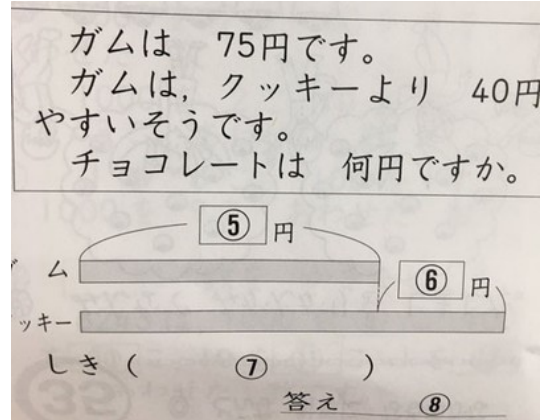 ガムは 75円です。
ガムは,クッキーより 40円
やすいそうです。
チョコレートは 何円ですか。
⑤ 円
ム
⑥ 円
ッキー
しき( ⑦ )
答え ⑧